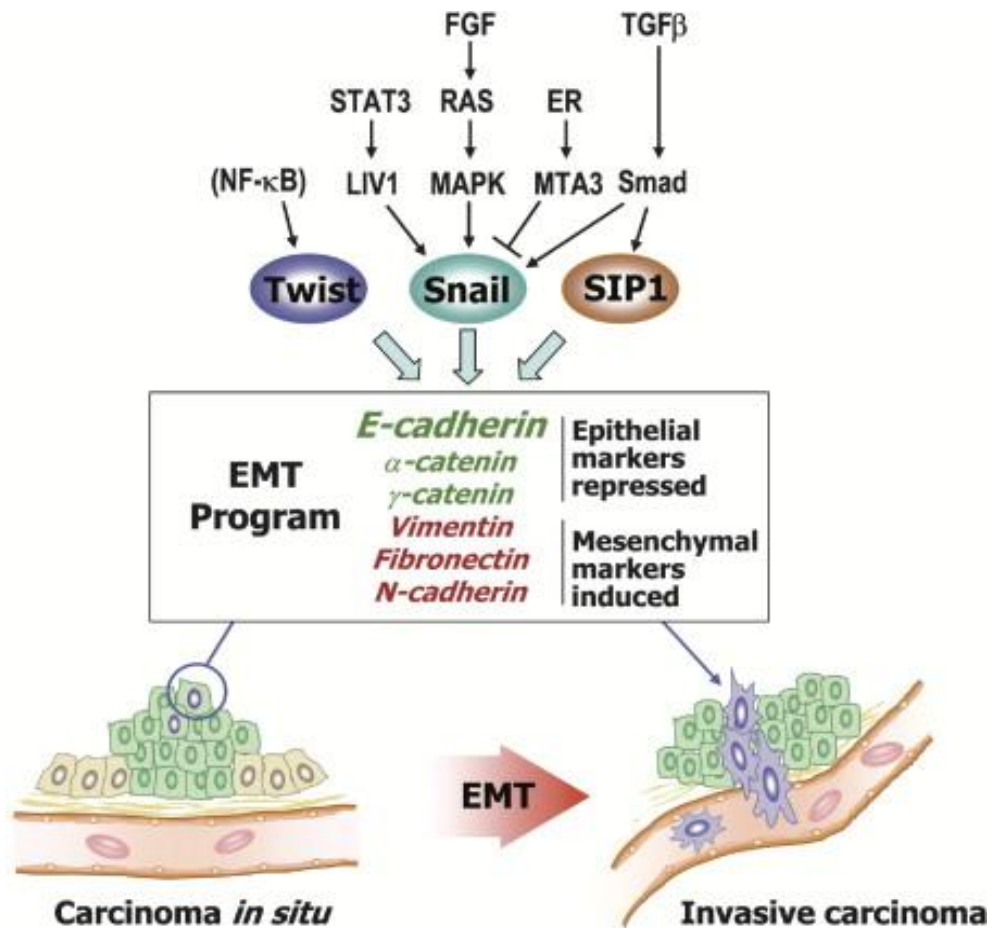 FGF TGFβ
STAT3 RAS ER
(NF-κB) LIV1 MAPK MTA3 Smad
Twist Snail SIP1
EMT
Program
E-cadherin
α-catenin
γ-catenin
Vimentin
Fibronectin
N-cadherin
Epithelial
markers
repressed
Mesenchymal
markers
induced
EMT
Carcinoma in situ
Invasive carcinoma